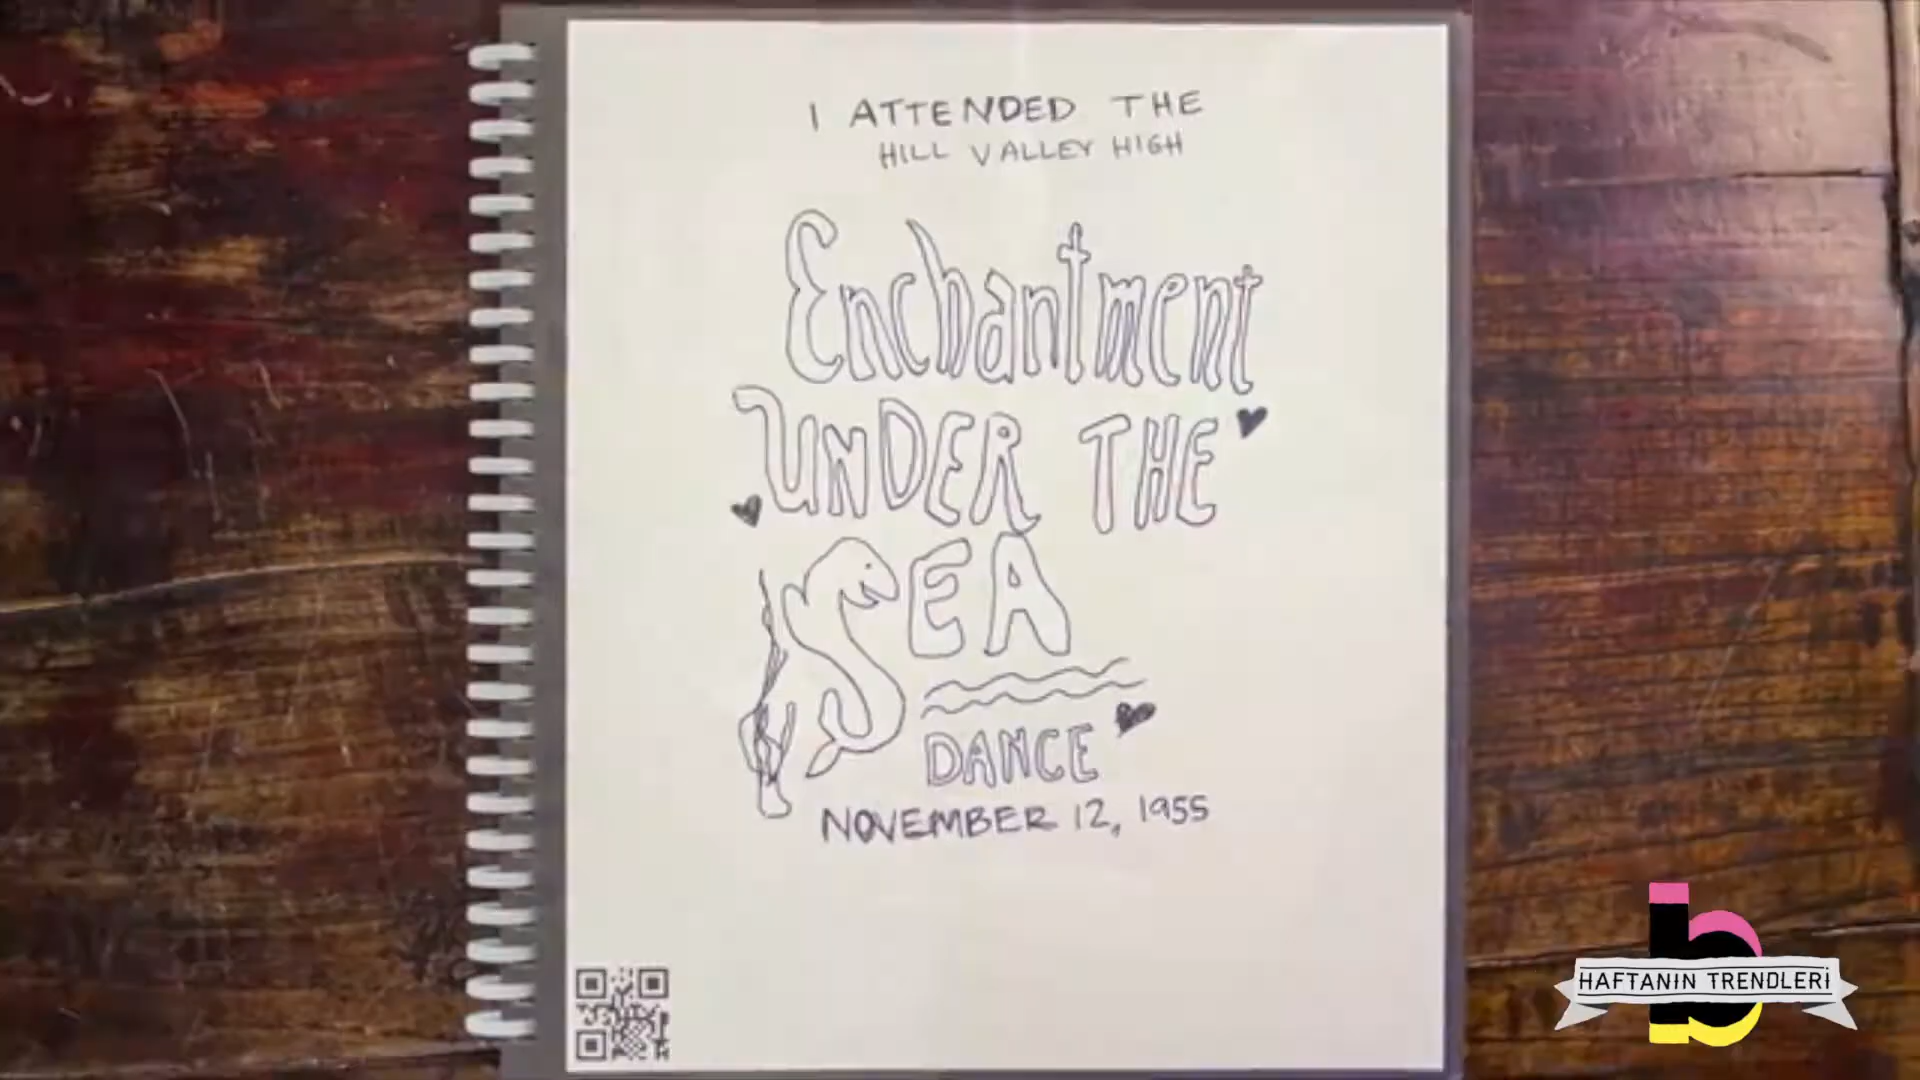 I ATTENDED THE
HILL VALLEY HIGH
Enchantment
UNDER THE
SEA
DANCE
NOVEMBER 12, 1955
b
HAFTANIN TRENDLERİ